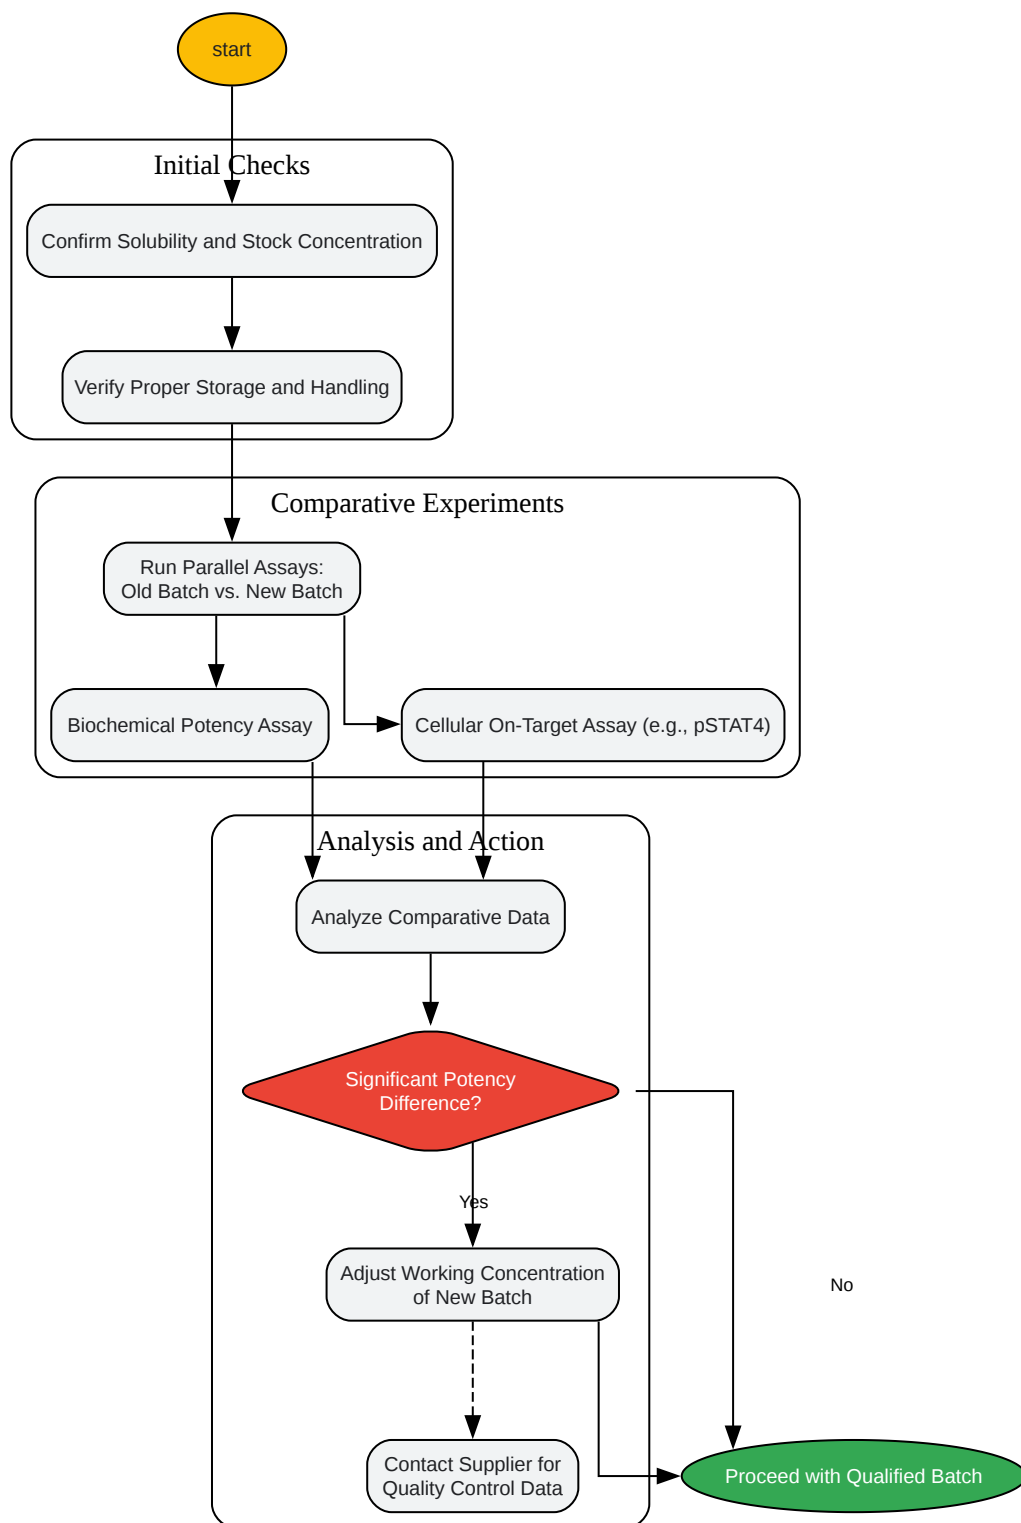 start
Initial Checks
Confirm Solubility and Stock Concentration
Verify Proper Storage and Handling
Comparative Experiments
Run Parallel Assays:
Old Batch vs. New Batch
Biochemical Potency Assay
Cellular On-Target Assay (e.g., pSTAT4)
Analysis and Action
Analyze Comparative Data
Significant Potency
Difference?
Yes
Adjust Working Concentration
of New Batch
No
Contact Supplier for
Quality Control Data
Proceed with Qualified Batch